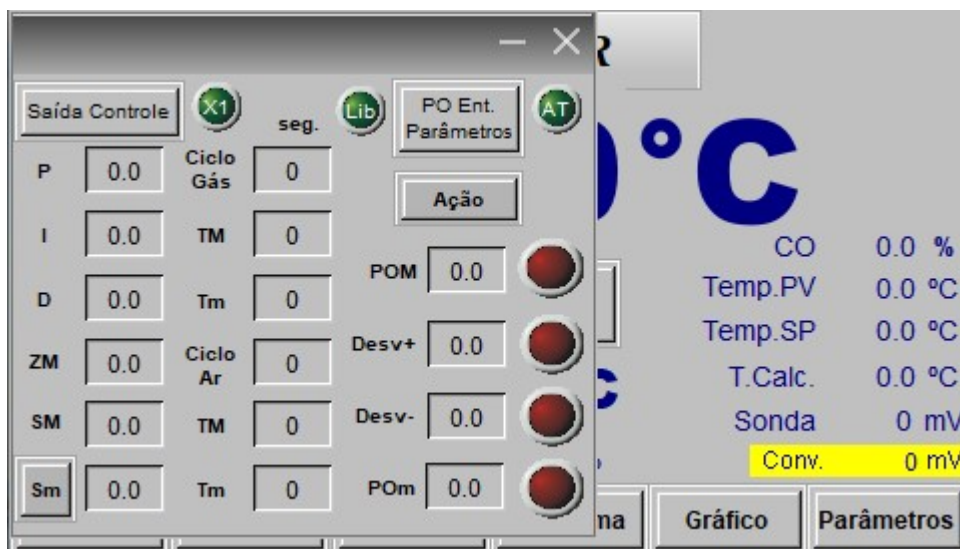 R
Saída Controle X1 seg. Lib PO Ent. Parâmetros AT
P 0.0 Ciclo Gás 0
Ação
I 0.0 TM 0
POM 0.0
D 0.0 Tm 0
Desv+ 0.0
ZM 0.0 Ciclo Ar 0
Desv- 0.0
SM 0.0 TM 0
POm 0.0
Sm 0.0 Tm 0
°C
CO 0.0 %
Temp.PV 0.0 ºC
Temp.SP 0.0 ºC
T.Calc. 0.0 ºC
Sonda 0 mV
Conv. 0 mV
Gráfico Parâmetros